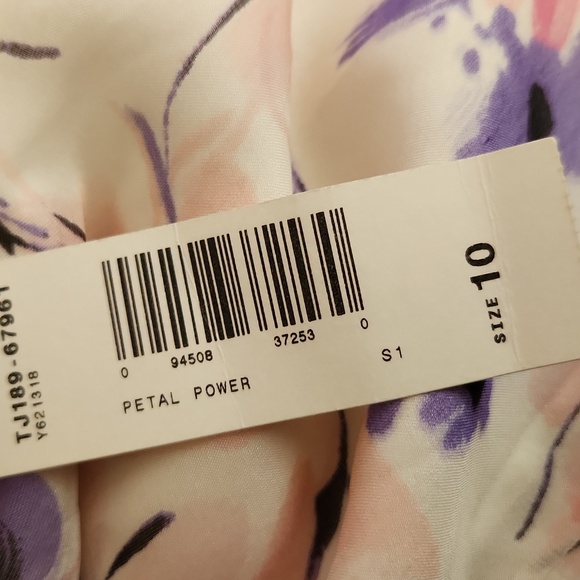 TJ189-67961
Y621318
0 94508 37253 0
PETAL POWER
S1
SIZE 10